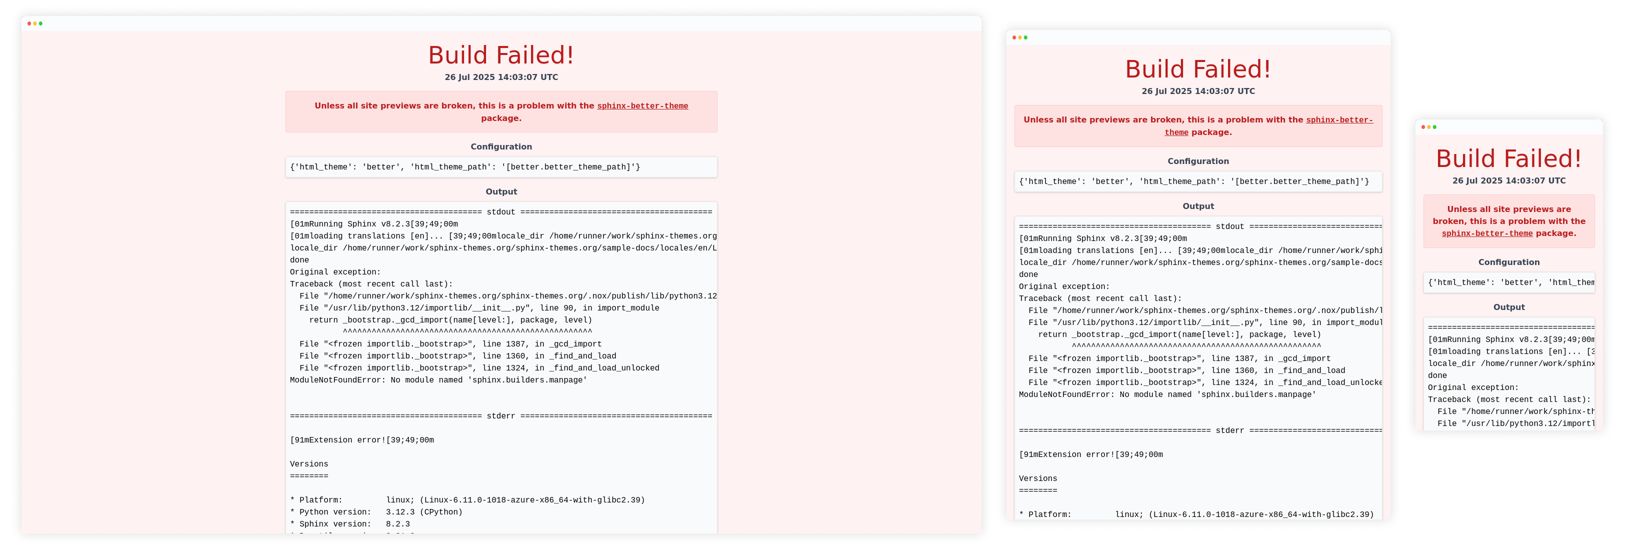 Build Failed!
26 Jul 2025 14:03:07 UTC
Unless all site previews are broken, this is a problem with the sphinx-better-theme
package.
Configuration
{'html_theme': 'better', 'html_theme_path': '[better.better_theme_path]'}
Output
======================================== stdout ========================================
[01mRunning Sphinx v8.2.3[39;49;00m
[01mloading translations [en]... [39;49;00mlocale_dir /home/runner/work/sphinx-themes.org
locale_dir /home/runner/work/sphinx-themes.org/sphinx-themes.org/sample-docs/locales/en/L
done
Original exception:
Traceback (most recent call last):
  File "/home/runner/work/sphinx-themes.org/sphinx-themes.org/.nox/publish/lib/python3.12
  File "/usr/lib/python3.12/importlib/__init__.py", line 90, in import_module
    return _bootstrap._gcd_import(name[level:], package, level)
           ^^^^^^^^^^^^^^^^^^^^^^^^^^^^^^^^^^^^^^^^^^^^^^^^^^^^
  File "<frozen importlib._bootstrap>", line 1387, in _gcd_import
  File "<frozen importlib._bootstrap>", line 1360, in _find_and_load
  File "<frozen importlib._bootstrap>", line 1324, in _find_and_load_unlocked
ModuleNotFoundError: No module named 'sphinx.builders.manpage'
======================================== stderr ========================================
[91mExtension error![39;49;00m
Versions
========
* Platform:         linux; (Linux-6.11.0-1018-azure-x86_64-with-glibc2.39)
* Python version:   3.12.3 (CPython)
* Sphinx version:   8.2.3
Build Failed!
26 Jul 2025 14:03:07 UTC
Unless all site previews are broken, this is a problem with the sphinx-better-
theme package.
Configuration
{'html_theme': 'better', 'html_theme_path': '[better.better_theme_path]'}
Output
======================================== stdout ============================
[01mRunning Sphinx v8.2.3[39;49;00m
[01mloading translations [en]... [39;49;00mlocale_dir /home/runner/work/sphi
locale_dir /home/runner/work/sphinx-themes.org/sphinx-themes.org/sample-docs
done
Original exception:
Traceback (most recent call last):
  File "/home/runner/work/sphinx-themes.org/sphinx-themes.org/.nox/publish/l
  File "/usr/lib/python3.12/importlib/__init__.py", line 90, in import_modul
    return _bootstrap._gcd_import(name[level:], package, level)
           ^^^^^^^^^^^^^^^^^^^^^^^^^^^^^^^^^^^^^^^^^^^^^^^^^^^^
  File "<frozen importlib._bootstrap>", line 1387, in _gcd_import
  File "<frozen importlib._bootstrap>", line 1360, in _find_and_load
  File "<frozen importlib._bootstrap>", line 1324, in _find_and_load_unlocke
ModuleNotFoundError: No module named 'sphinx.builders.manpage'
======================================== stderr ============================
[91mExtension error![39;49;00m
Versions
========
* Platform:         linux; (Linux-6.11.0-1018-azure-x86_64-with-glibc2.39)
Build Failed!
26 Jul 2025 14:03:07 UTC
Unless all site previews are
broken, this is a problem with the
sphinx-better-theme package.
Configuration
{'html_theme': 'better', 'html_them
Output
===================================
[01mRunning Sphinx v8.2.3[39;49;00m
[01mloading translations [en]... [3
locale_dir /home/runner/work/sphinx
done
Original exception:
Traceback (most recent call last):
  File "/home/runner/work/sphinx-th
  File "/usr/lib/python3.12/importl